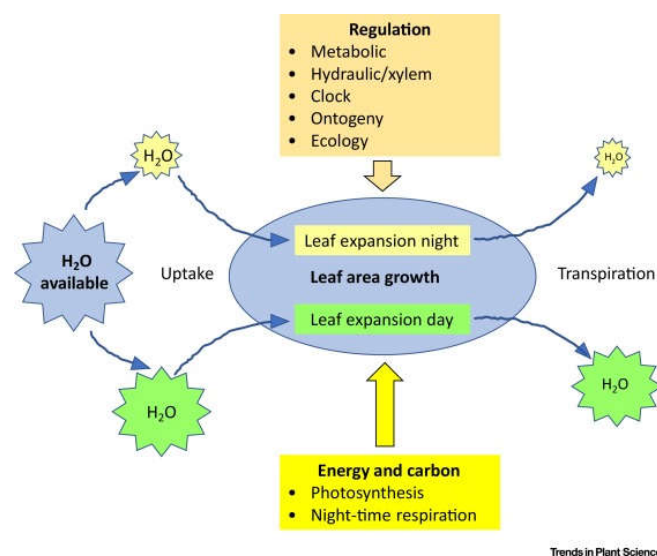 Regulation
• Metabolic
• Hydraulic/xylem
• Clock
• Ontogeny
• Ecology
H₂O
H₂O
H₂O
available
Uptake
Leaf expansion night
Leaf area growth
Leaf expansion day
Transpiration
H₂O
H₂O
Energy and carbon
• Photosynthesis
• Night-time respiration
Trends in Plant Science